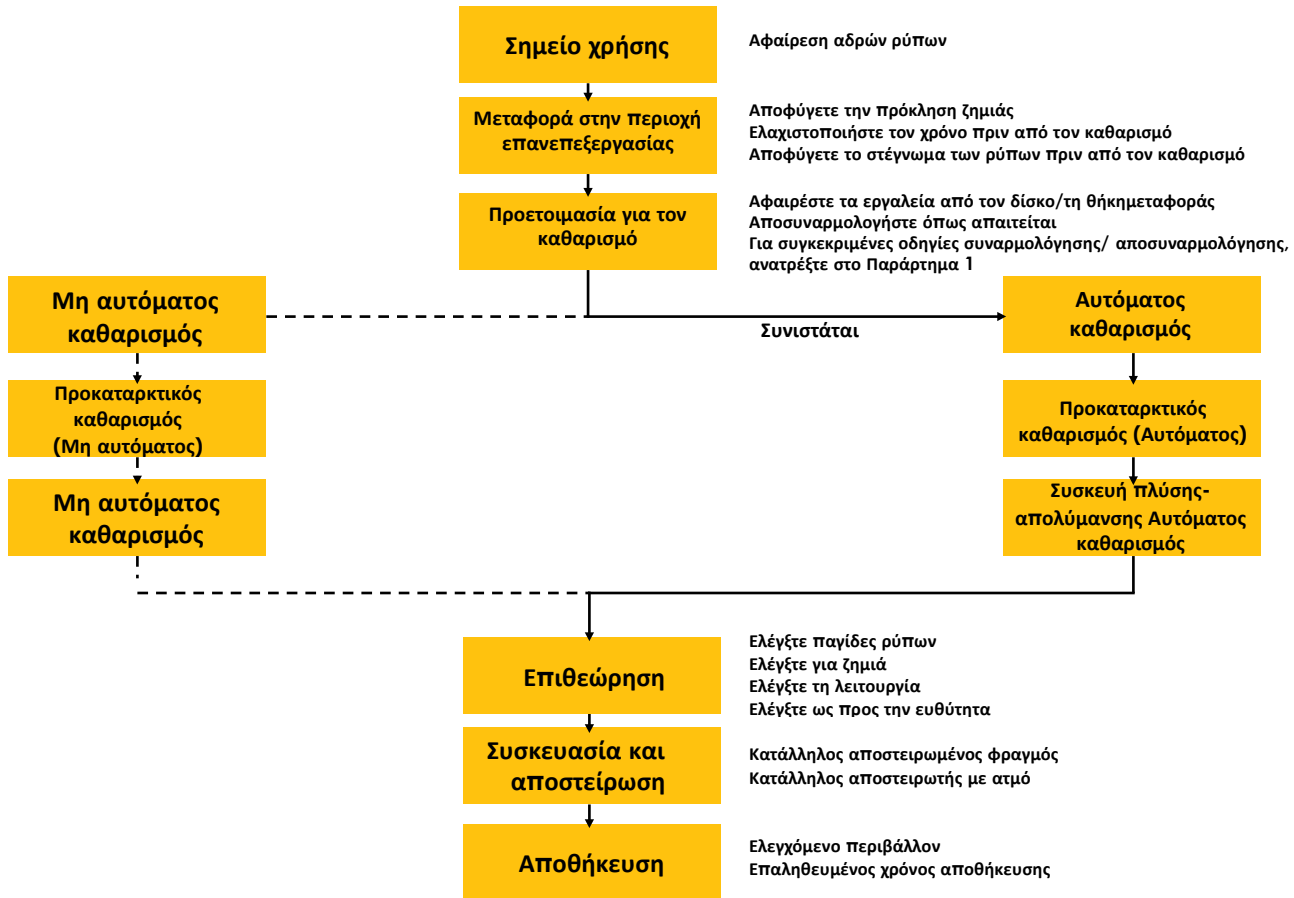 Σημείο χρήσης
Αφαίρεση αδρών ρύπων
Μεταφορά στην περιοχή
επανεπεξεργασίας
Αποφύγετε την πρόκληση ζημιάς
Ελαχιστοποιήστε τον χρόνο πριν από τον καθαρισμό
Αποφύγετε το στέγνωμα των ρύπων πριν από τον καθαρισμό
Προετοιμασία για τον
καθαρισμό
Αφαιρέστε τα εργαλεία από τον δίσκο/τη θήκημεταφοράς
Αποσυναρμολογήστε όπως απαιτείται
Για συγκεκριμένες οδηγίες συναρμολόγησης/ αποσυναρμολόγησης,
ανατρέξτε στο Παράρτημα 1
Μη αυτόματος
καθαρισμός
Συνιστάται
Αυτόματος
καθαρισμός
Προκαταρκτικός
καθαρισμός
(Μη αυτόματος)
Προκαταρκτικός
καθαρισμός (Αυτόματος)
Μη αυτόματος
καθαρισμός
Συσκευή πλύσης-
απολύμανσης Αυτόματος
καθαρισμός
Επιθεώρηση
Ελέγξτε παγίδες ρύπων
Ελέγξτε για ζημιά
Ελέγξτε τη λειτουργία
Ελέγξτε ως προς την ευθύτητα
Συσκευασία και
αποστείρωση
Κατάλληλος αποστειρωμένος φραγμός
Κατάλληλος αποστειρωτής με ατμό
Αποθήκευση
Ελεγχόμενο περιβάλλον
Επαληθευμένος χρόνος αποθήκευσης